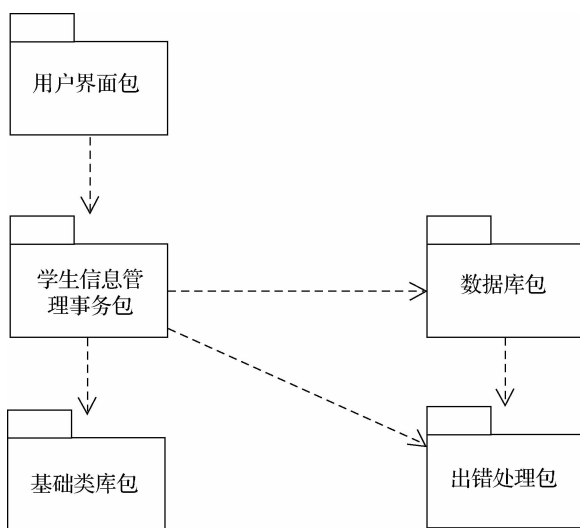 用户界面包
学生信息管
理事务包
数据库包
基础类库包
出错处理包